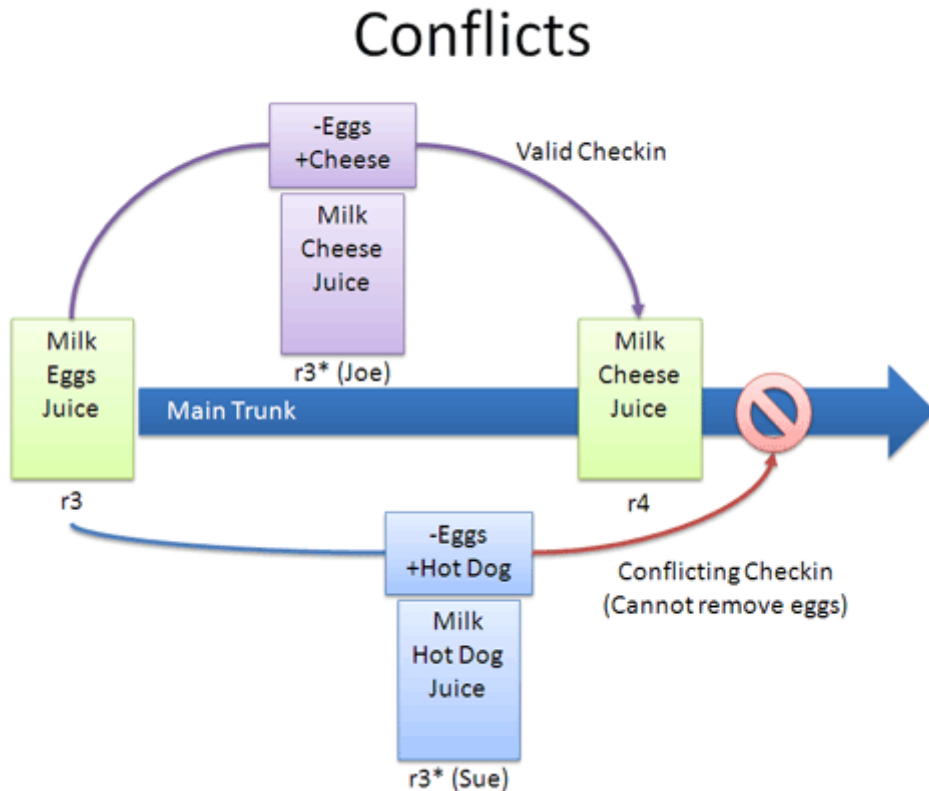 Conflicts
-Eggs
+Cheese
Valid Checkin
Milk
Cheese
Juice
r3* (Joe)
Milk
Eggs
Juice
r3
Main Trunk
Milk
Cheese
Juice
r4
-Eggs
+Hot Dog
Conflicting Checkin
(Cannot remove eggs)
Milk
Hot Dog
Juice
r3* (Sue)